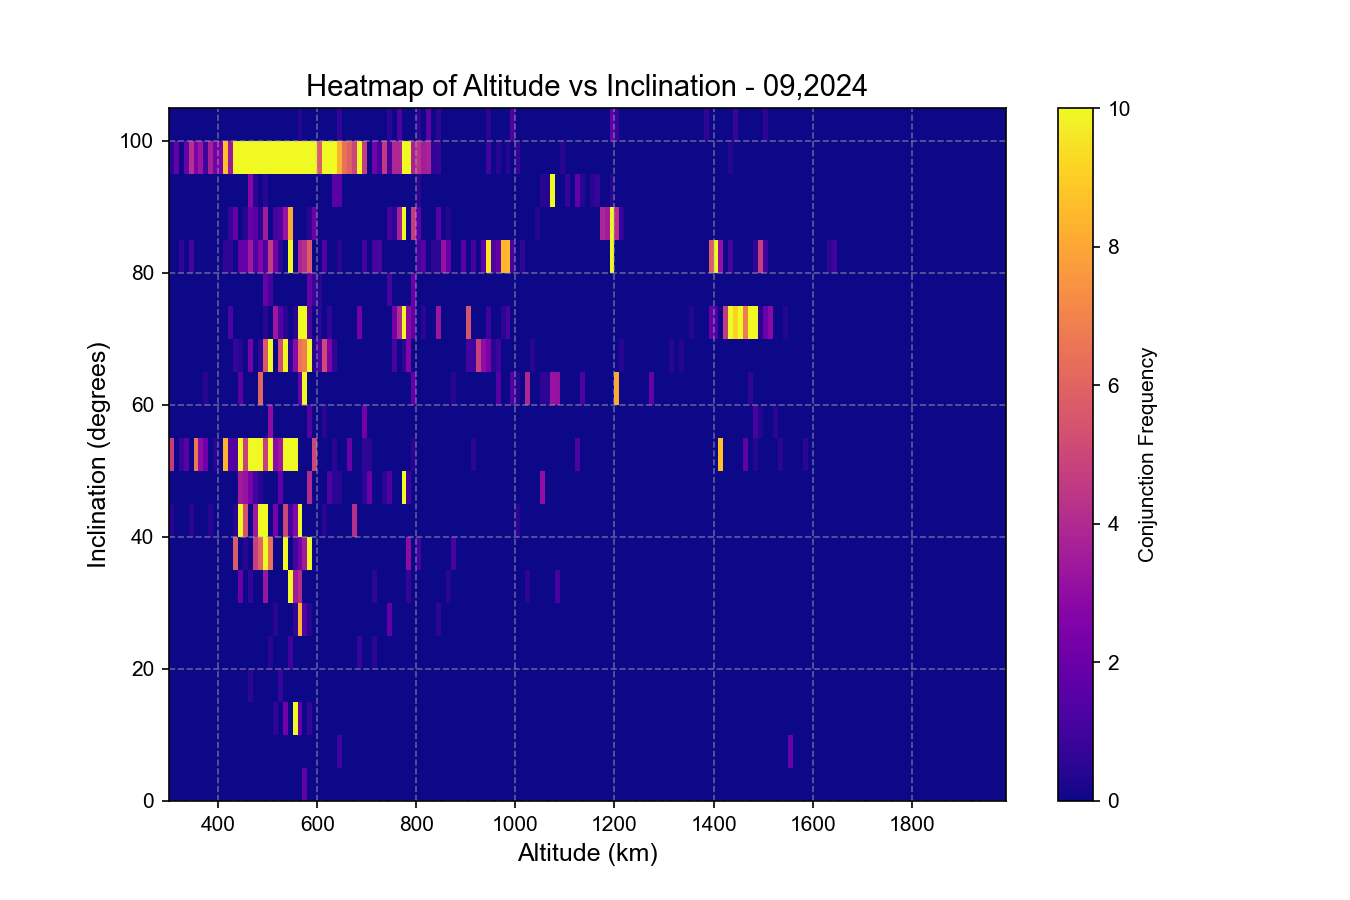 Heatmap of Altitude vs Inclination - 09,2024
Inclination (degrees)
100
80
60
40
20
0
400 600 800 1000 1200 1400 1600 1800
Altitude (km)
10
8
6
4
2
0
Conjunction Frequency